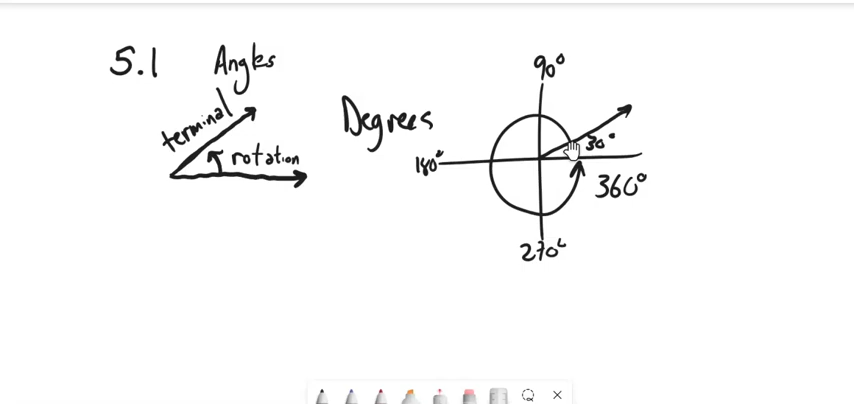 5.1 Angles
terminal
rotation
Degrees
90°
30°
180°
360°
270°